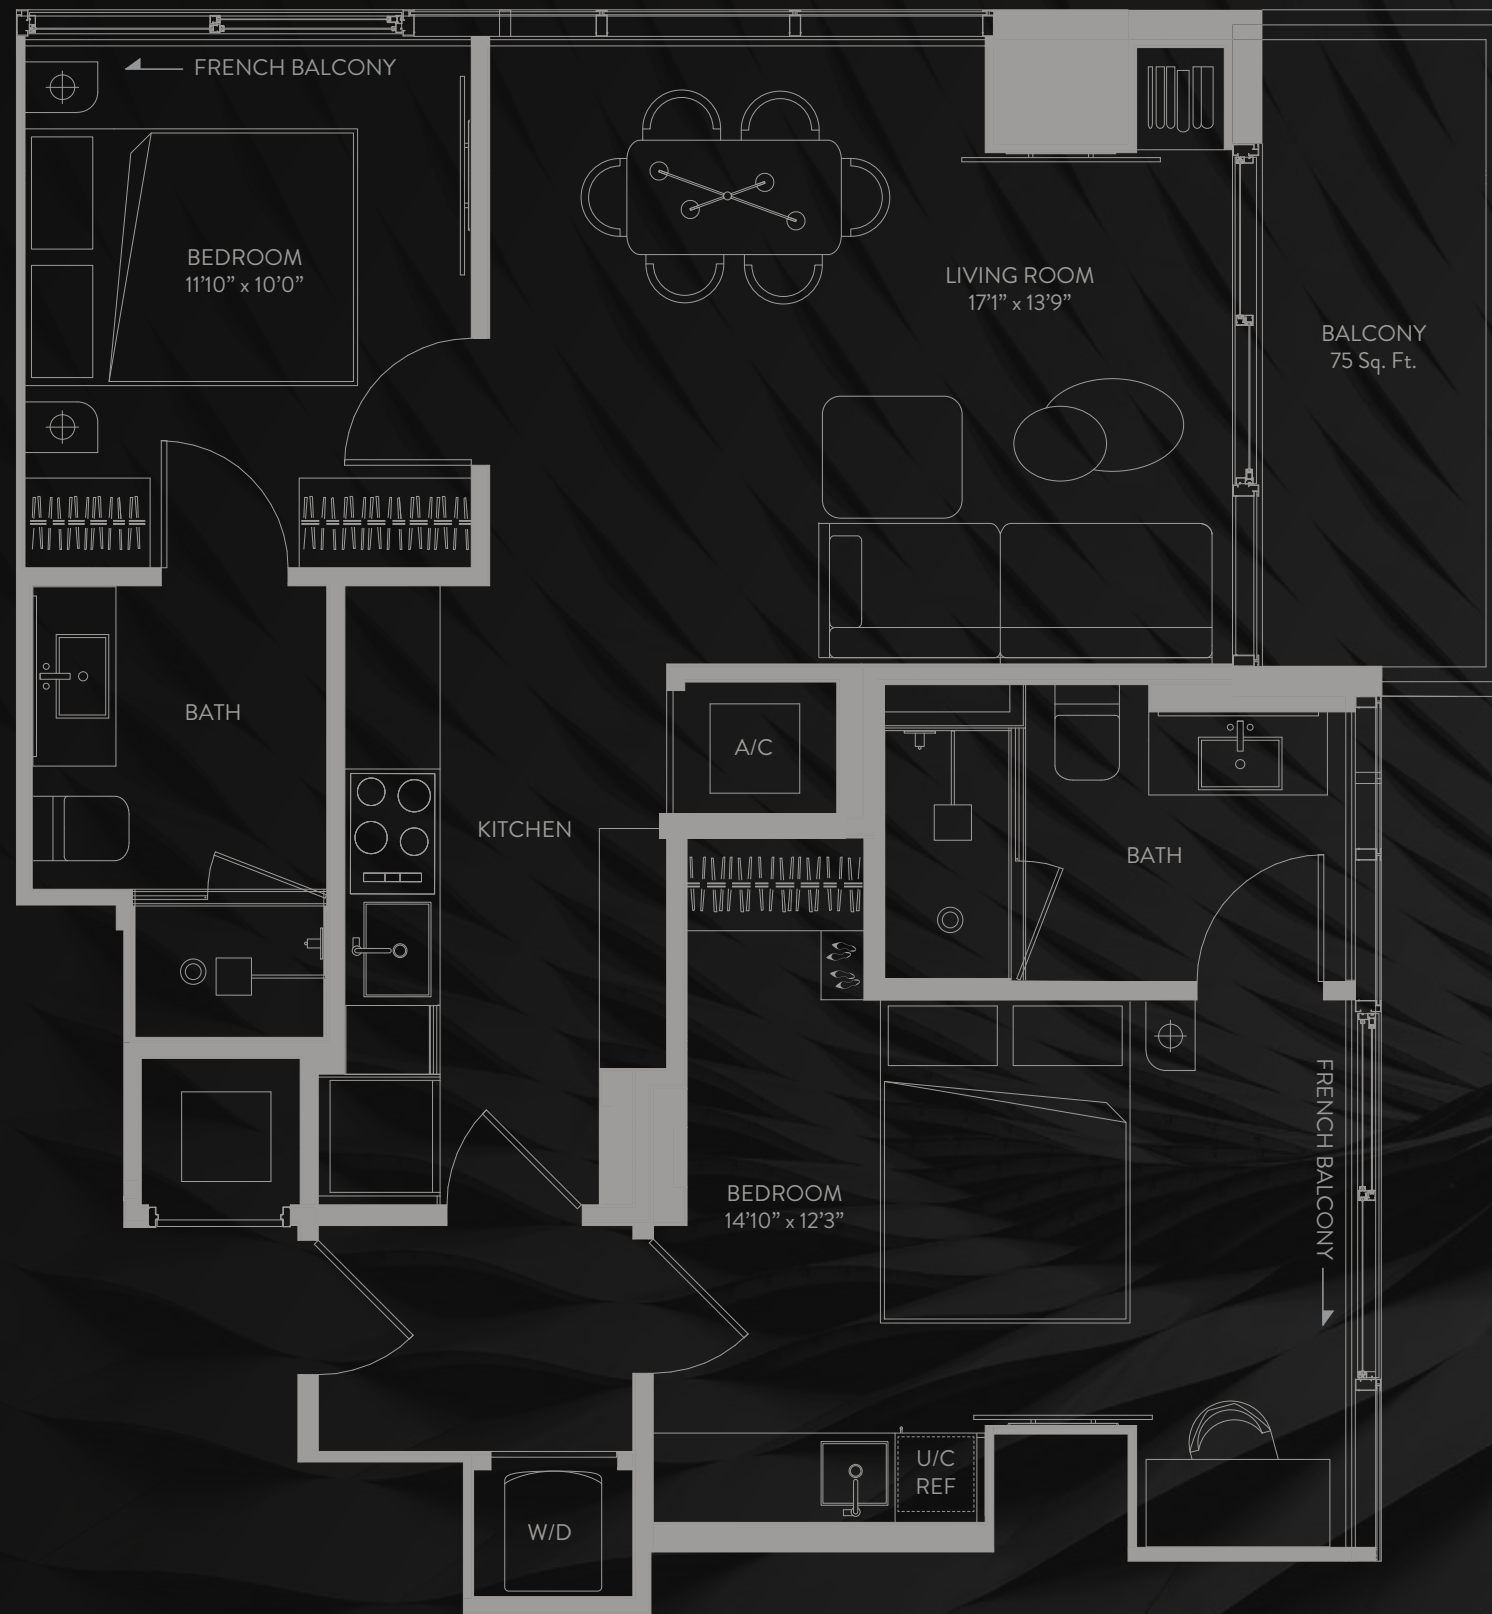 FRENCH BALCONY
BEDROOM
11’10” x 10’0”
LIVING ROOM
17’1” x 13’9”
BALCONY
75 Sq. Ft.
BATH
A/C
KITCHEN
BATH
FRENCH BALCONY
BEDROOM
14’10” x 12’3”
U/C
REF
W/D